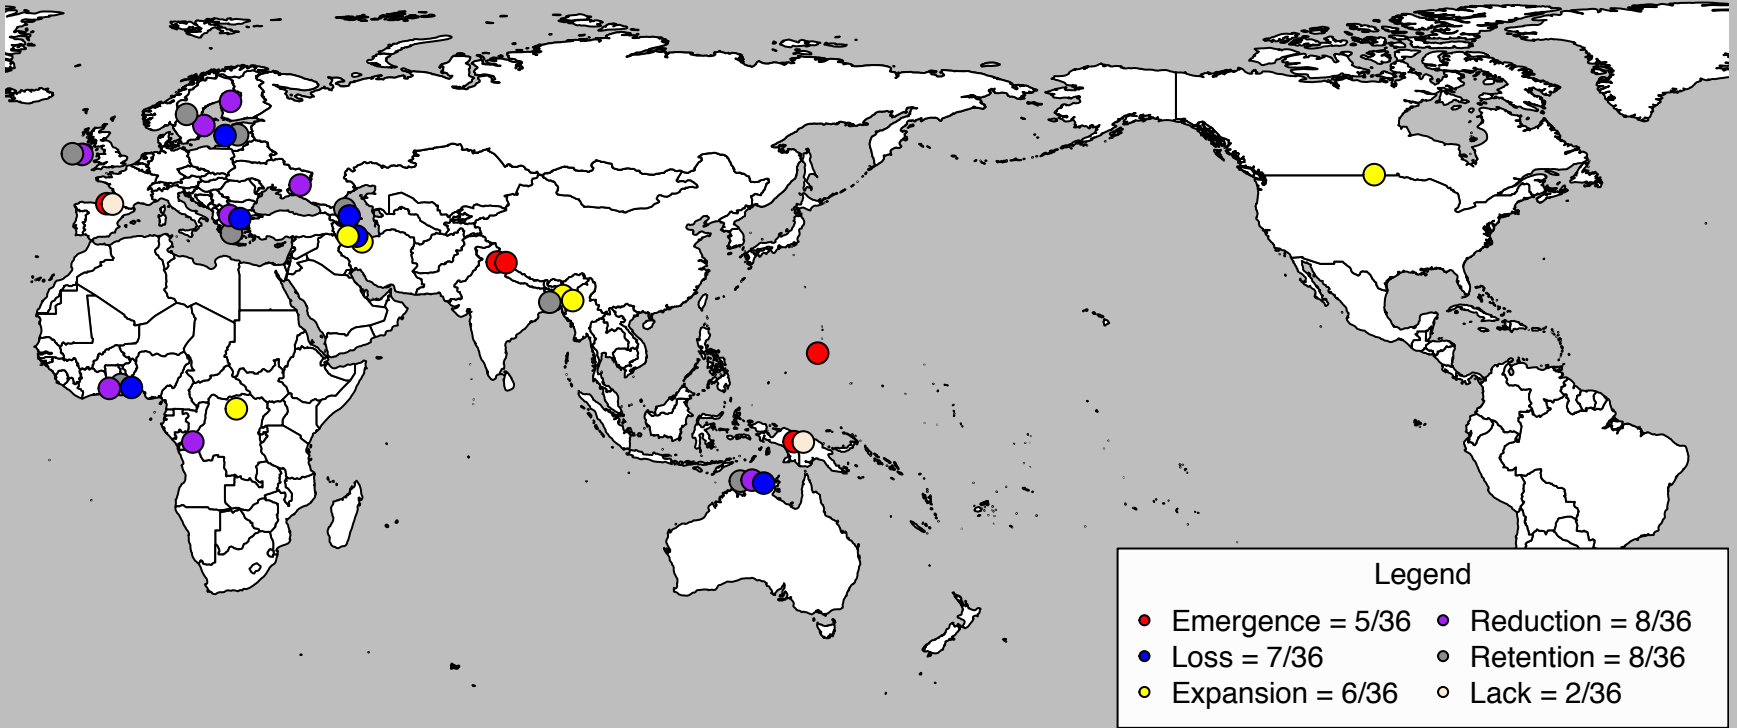 Legend
Emergence = 5/36
Reduction = 8/36
Loss = 7/36
Retention = 8/36
Expansion = 6/36
Lack = 2/36